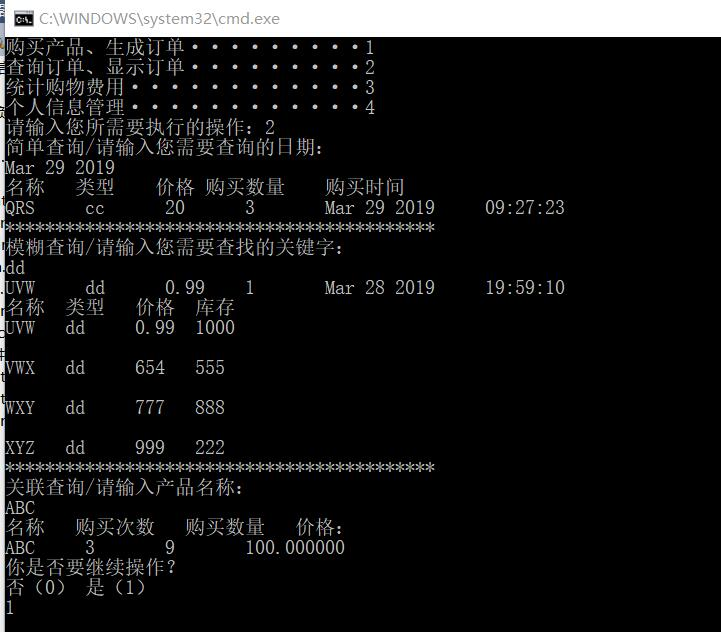 C:\WINDOWS\system32\cmd.exe
购买产品、生成订单·········1
查询订单、显示订单·········2
统计购物费用············3
个人信息管理············4
请输入您所需要执行的操作：2
简单查询/请输入您需要查询的日期：
Mar 29 2019
名称 类型 价格 购买数量 购买时间
QRS cc 20 3 Mar 29 2019 09:27:23
*******************************************
模糊查询/请输入您需要查找的关键字：
dd
UVW dd 0.99 1 Mar 28 2019 19:59:10
名称 类型 价格 库存
UVW dd 0.99 1000
VWX dd 654 555
WXY dd 777 888
XYZ dd 999 222
*******************************************
关联查询/请输入产品名称：
ABC
名称 购买次数 购买数量 价格：
ABC 3 9 100.000000
你是否要继续操作？
否（0） 是（1）
1